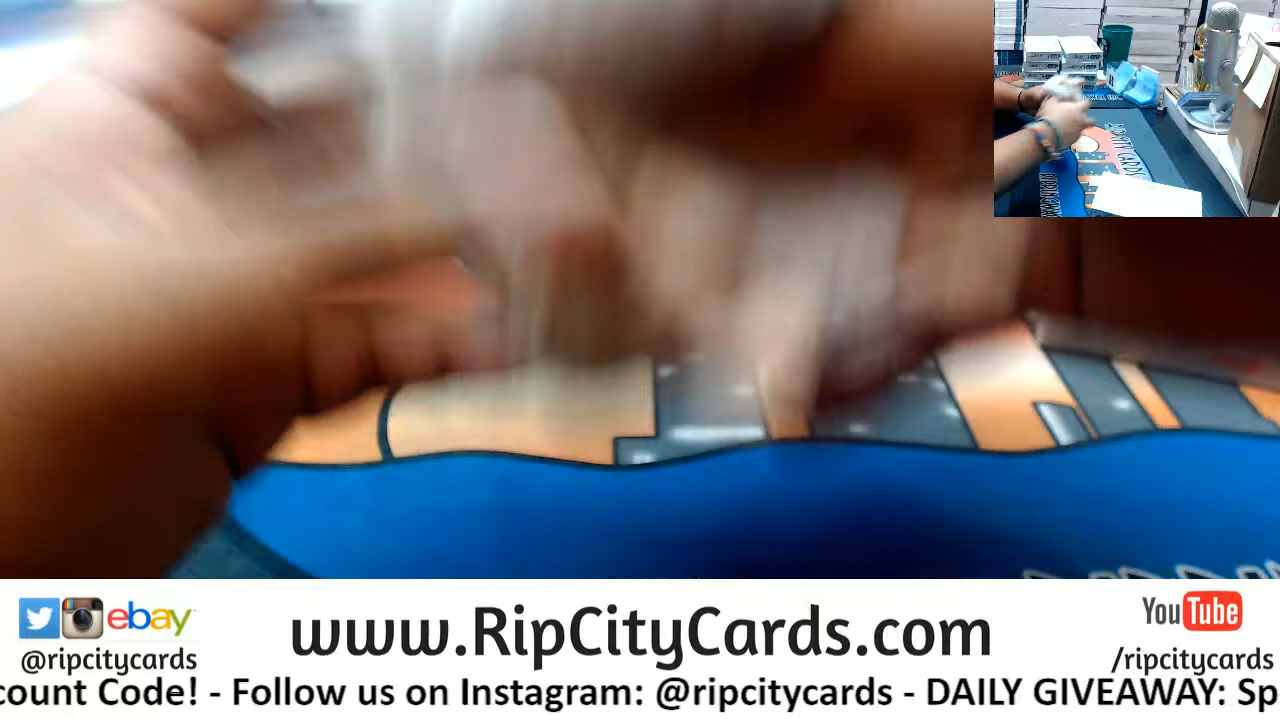 ebay
@ripcitycards
www.RipCityCards.com
YouTube
/ripcitycards
count Code! - Follow us on Instagram: @ripcitycards - DAILY GIVEAWAY: Sp